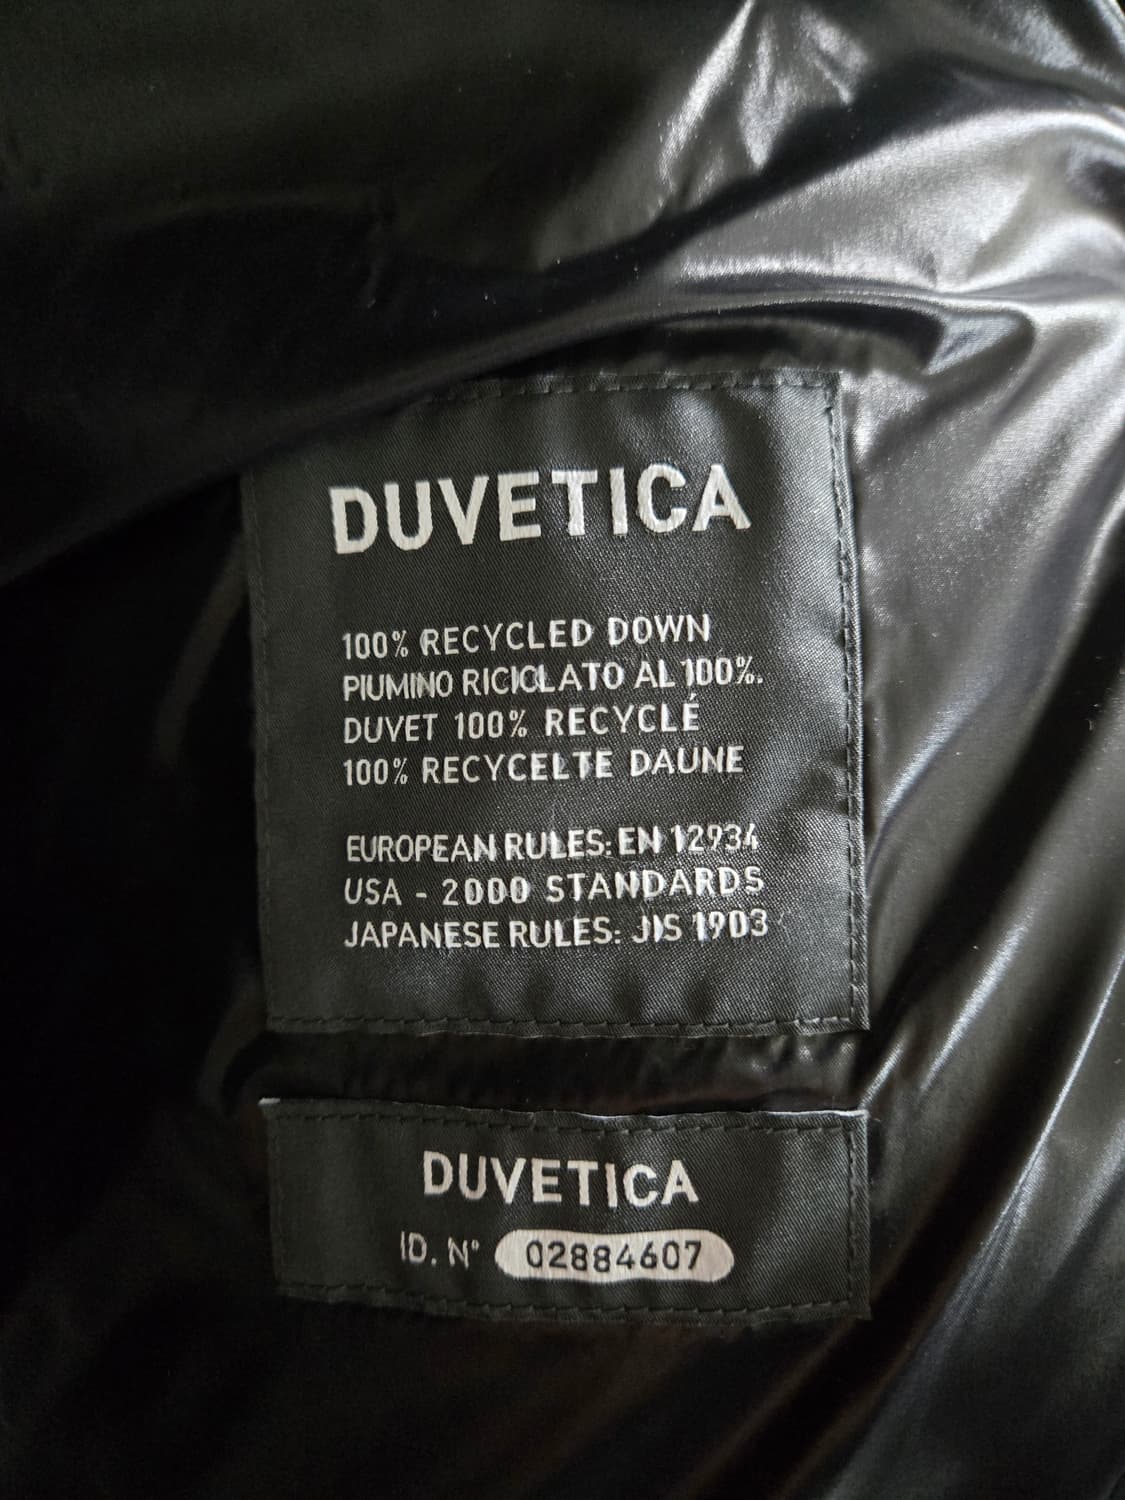 DUVETICA
100% RECYCLED DOWN
PIUMINO RICICLATO AL 100%.
DUVET 100% RECYCLÉ
100% RECYCELTE DAUNE
EUROPEAN RULES: EN 12934
USA - 2000 STANDARDS
JAPANESE RULES: JIS 1903
DUVETICA
ID. N° 02884607